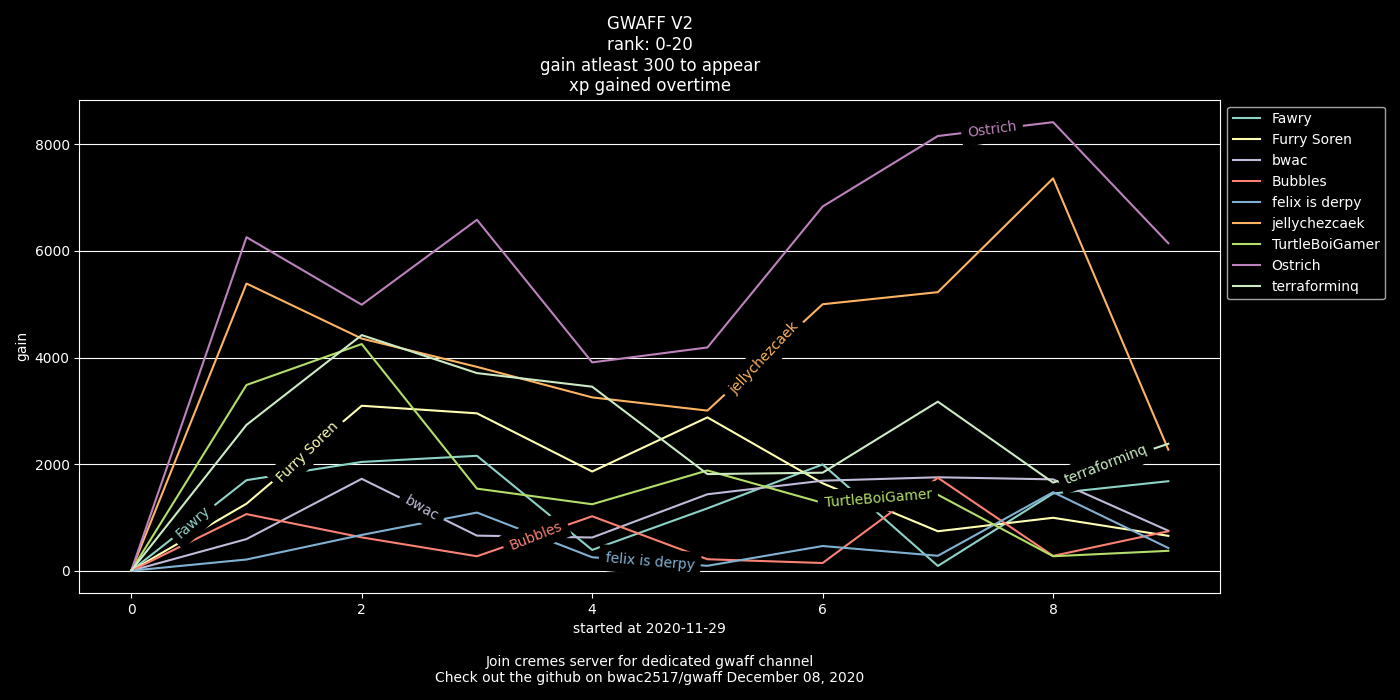 GWAFF V2
rank: 0-20
gain atleast 300 to appear
xp gained overtime
gain
8000
6000
4000
2000
0
0 2 4 6 8
Fawry
Furry Soren
bwac
Bubbles
felix is derpy
jellychezcaek
TurtleBoiGamer
Ostrich
terraforminq
Fawry
Furry Soren
bwac
Bubbles
felix is derpy
jellychezcaek
TurtleBoiGamer
Ostrich
terraforminq
started at 2020-11-29
Join cremes server for dedicated gwaff channel
Check out the github on bwac2517/gwaff December 08, 2020